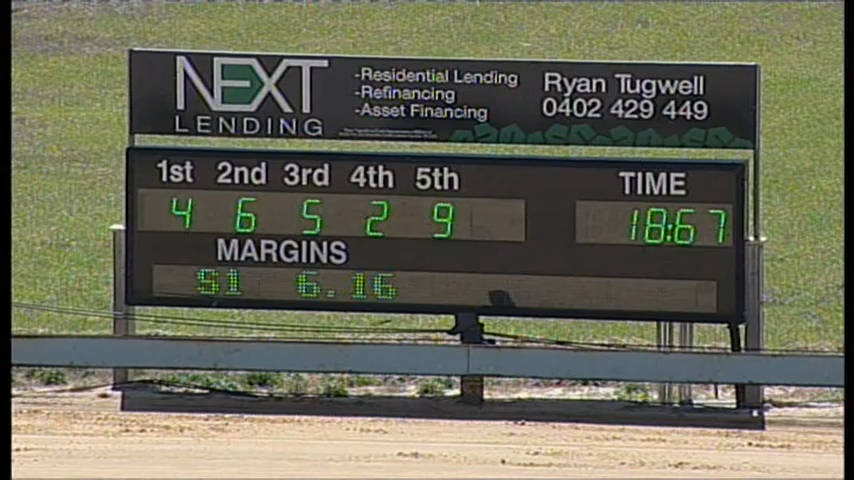 NEXT
LENDING
-Residential Lending
-Refinancing
-Asset Financing
Ryan Tugwell
0402 429 449
1st 2nd 3rd 4th 5th TIME
4 6 5 2 9 18:67
MARGINS
S1 6.16